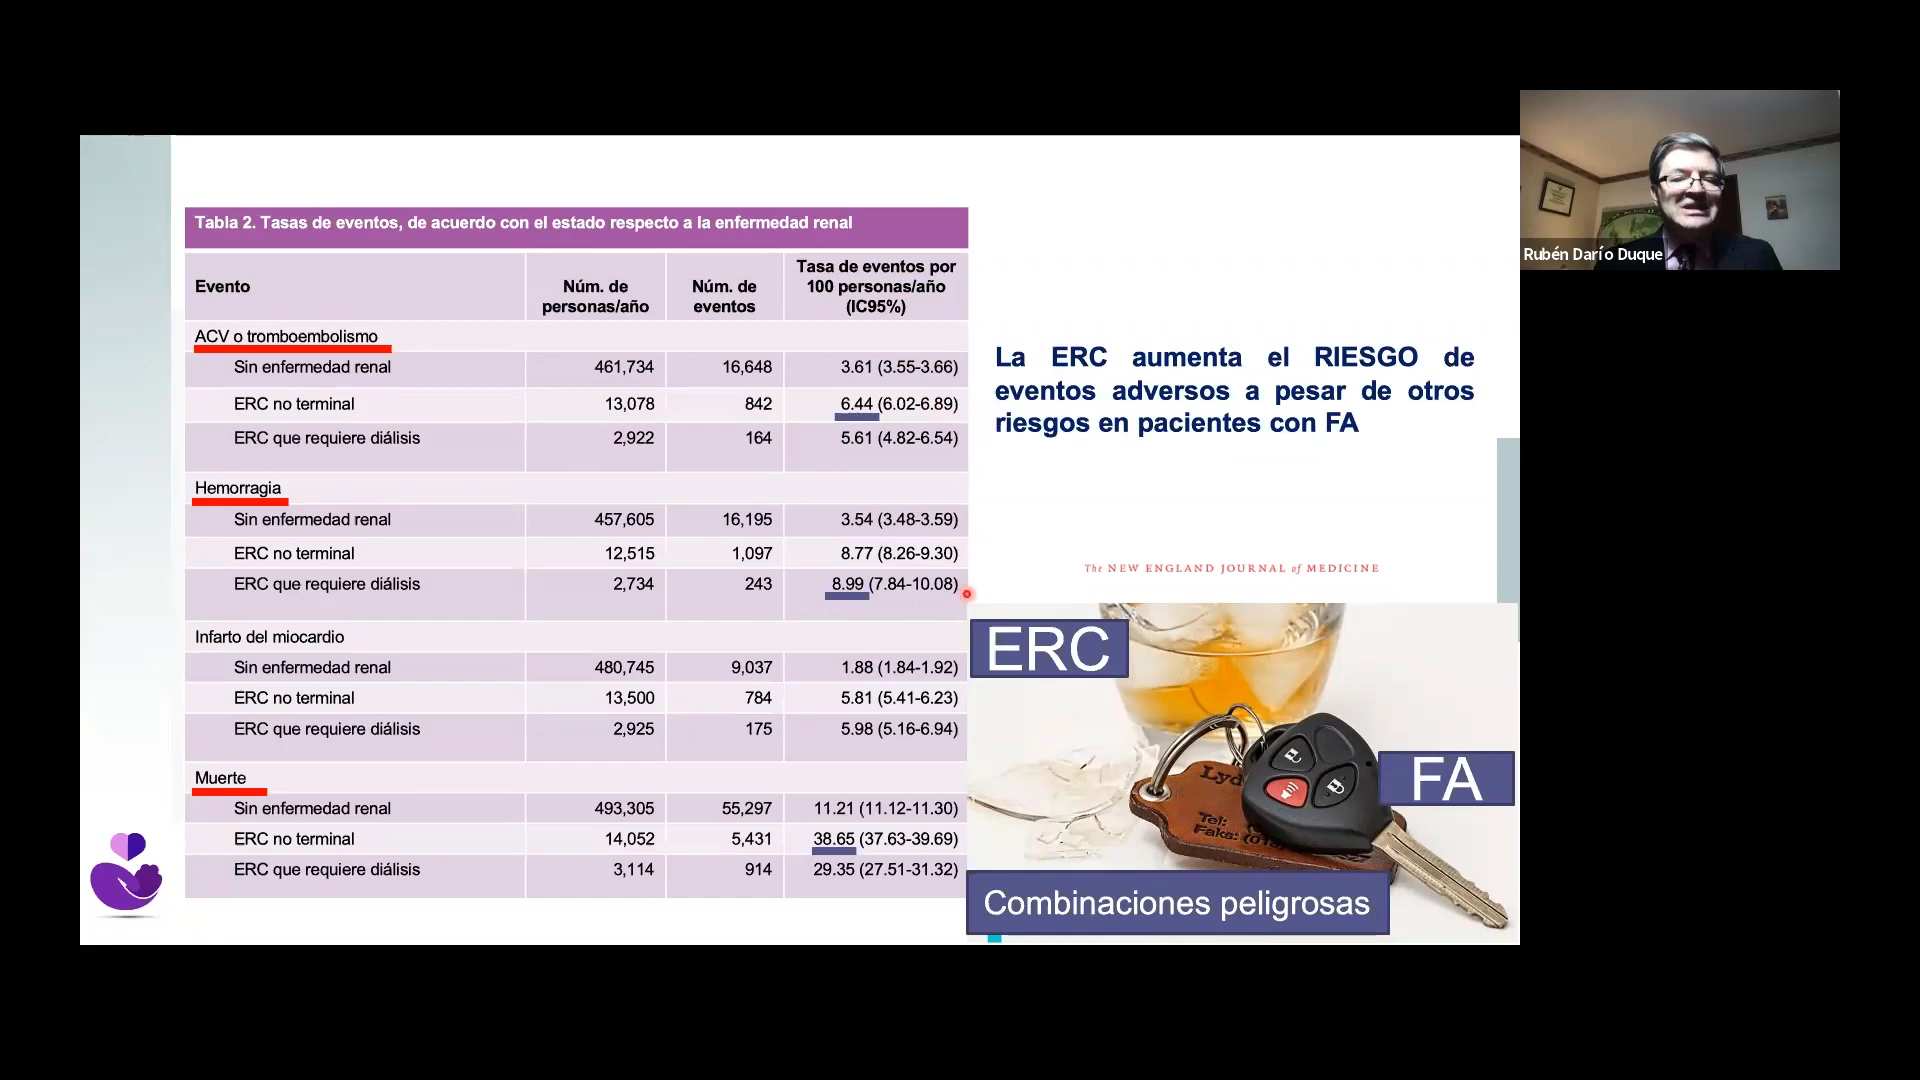 Tabla 2. Tasas de eventos, de acuerdo con el estado respecto a la enfermedad renal
Evento
Núm. de
personas/año
Núm. de
eventos
Tasa de eventos por
100 personas/año
(IC95%)
ACV o tromboembolismo
Sin enfermedad renal 461,734 16,648 3.61 (3.55-3.66)
ERC no terminal 13,078 842 6.44 (6.02-6.89)
ERC que requiere diálisis 2,922 164 5.61 (4.82-6.54)
Hemorragia
Sin enfermedad renal 457,605 16,195 3.54 (3.48-3.59)
ERC no terminal 12,515 1,097 8.77 (8.26-9.30)
ERC que requiere diálisis 2,734 243 8.99 (7.84-10.08)
Infarto del miocardio
Sin enfermedad renal 480,745 9,037 1.88 (1.84-1.92)
ERC no terminal 13,500 784 5.81 (5.41-6.23)
ERC que requiere diálisis 2,925 175 5.98 (5.16-6.94)
Muerte
Sin enfermedad renal 493,305 55,297 11.21 (11.12-11.30)
ERC no terminal 14,052 5,431 38.65 (37.63-39.69)
ERC que requiere diálisis 3,114 914 29.35 (27.51-31.32)
La ERC aumenta el RIESGO de
eventos adversos a pesar de otros
riesgos en pacientes con FA
The NEW ENGLAND JOURNAL of MEDICINE
ERC
FA
Lyd
Tel:
Faks:
Combinaciones peligrosas
Rubén Darío Duque